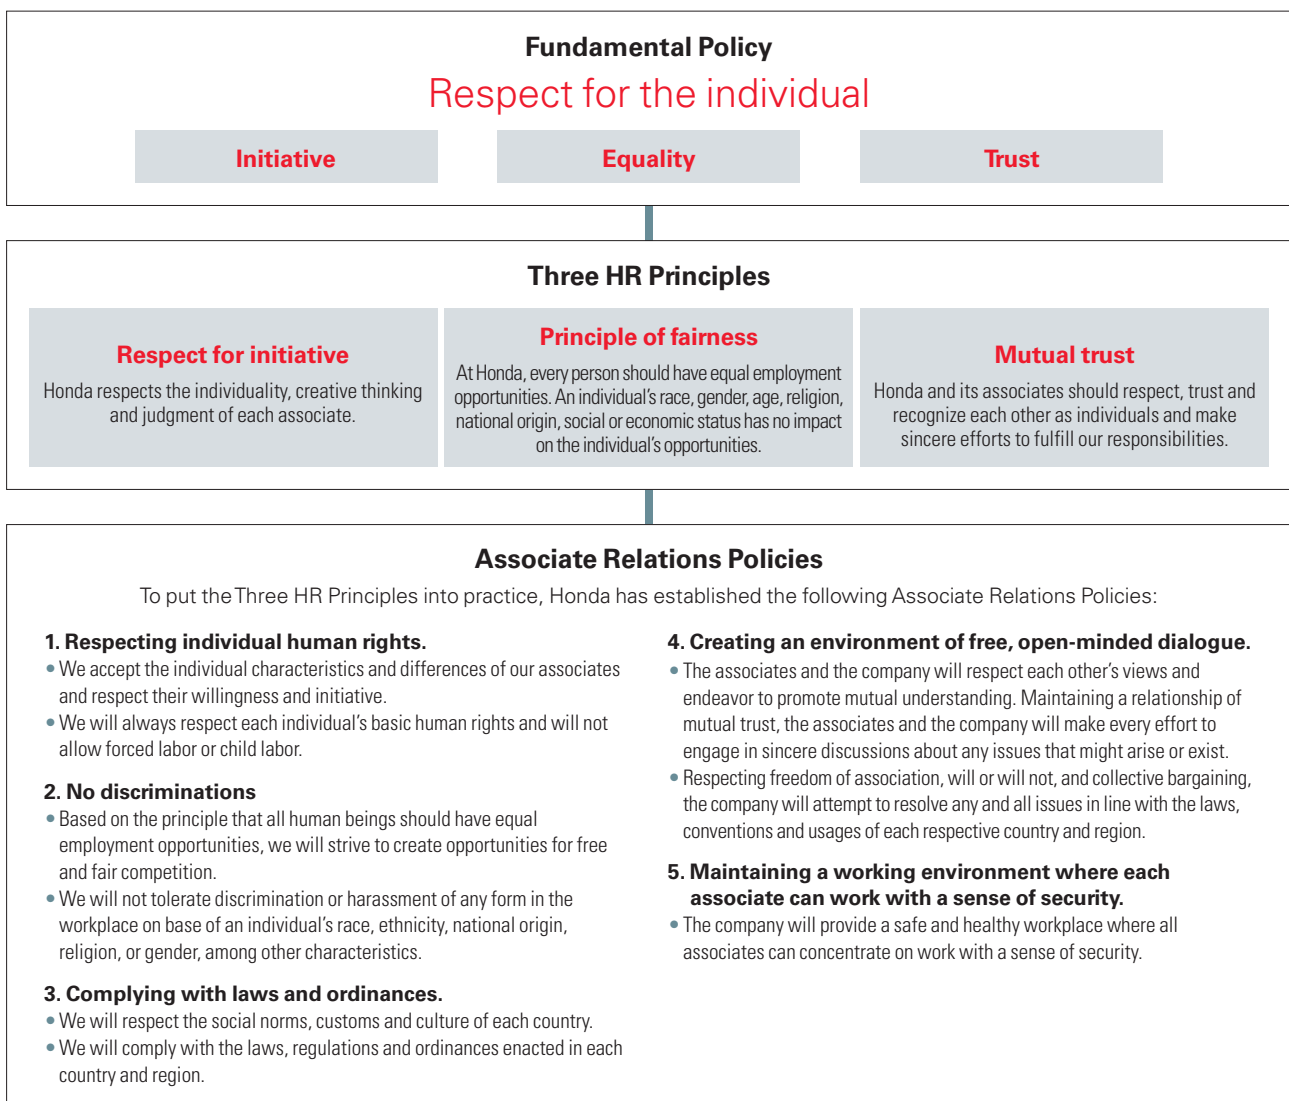 Fundamental Policy
Respect for the individual
Initiative
Equality
Trust
Three HR Principles
Respect for initiative
Honda respects the individuality, creative thinking
and judgment of each associate.
Principle of fairness
At Honda, every person should have equal employment
opportunities. An individual's race, gender, age, religion,
national origin, social or economic status has no impact
on the individual's opportunities.
Mutual trust
Honda and its associates should respect, trust and
recognize each other as individuals and make
sincere efforts to fulfill our responsibilities.
Associate Relations Policies
To put the Three HR Principles into practice, Honda has established the following Associate Relations Policies:
1. Respecting individual human rights.
• We accept the individual characteristics and differences of our associates
and respect their willingness and initiative.
• We will always respect each individual's basic human rights and will not
allow forced labor or child labor.
2. No discriminations
• Based on the principle that all human beings should have equal
employment opportunities, we will strive to create opportunities for free
and fair competition.
• We will not tolerate discrimination or harassment of any form in the
workplace on base of an individual's race, ethnicity, national origin,
religion, or gender, among other characteristics.
3. Complying with laws and ordinances.
• We will respect the social norms, customs and culture of each country.
• We will comply with the laws, regulations and ordinances enacted in each
country and region.
4. Creating an environment of free, open-minded dialogue.
• The associates and the company will respect each other's views and
endeavor to promote mutual understanding. Maintaining a relationship of
mutual trust, the associates and the company will make every effort to
engage in sincere discussions about any issues that might arise or exist.
• Respecting freedom of association, will or will not, and collective bargaining,
the company will attempt to resolve any and all issues in line with the laws,
conventions and usages of each respective country and region.
5. Maintaining a working environment where each
associate can work with a sense of security.
• The company will provide a safe and healthy workplace where all
associates can concentrate on work with a sense of security.